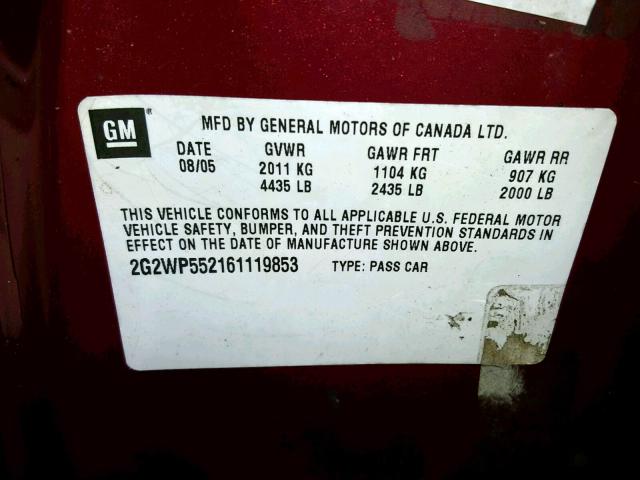 GM®
MFD BY GENERAL MOTORS OF CANADA LTD.
DATE GVWR GAWR FRT GAWR RR
08/05 2011 KG 1104 KG 907 KG
4435 LB 2435 LB 2000 LB
THIS VEHICLE CONFORMS TO ALL APPLICABLE U.S. FEDERAL MOTOR
VEHICLE SAFETY, BUMPER, AND THEFT PREVENTION STANDARDS IN
EFFECT ON THE DATE OF MANUFACTURE SHOWN ABOVE.
2G2WP552161119853 TYPE: PASS CAR